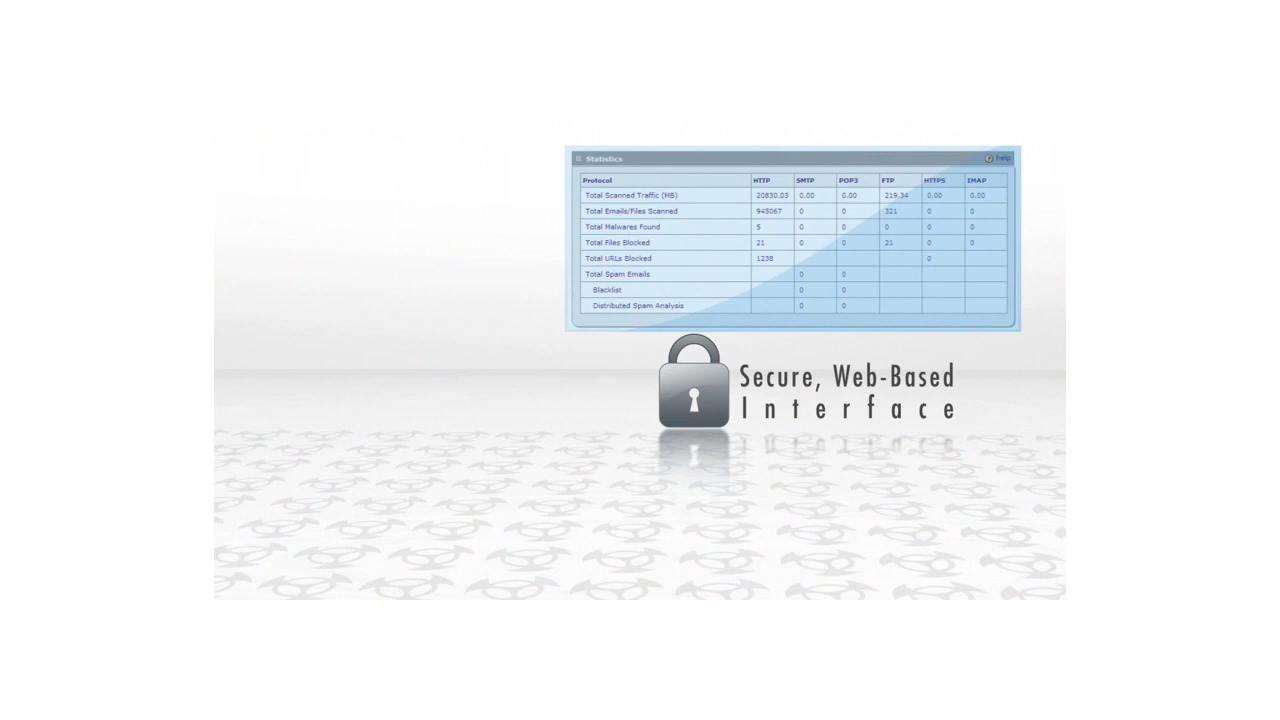 Statistics help
Protocol HTTP SMTP POP3 FTP HTTPS IMAP
Total Scanned Traffic (MB) 20830.03 0.00 0.00 219.34 0.00 0.00
Total Emails/Files Scanned 945067 0 0 321 0 0
Total Malwares Found 5 0 0 0 0 0
Total Files Blocked 21 0 0 21 0 0
Total URLs Blocked 1238 0
Total Spam Emails 0 0
Blacklist 0 0
Distributed Spam Analysis 0 0
Secure, Web-Based
Interface